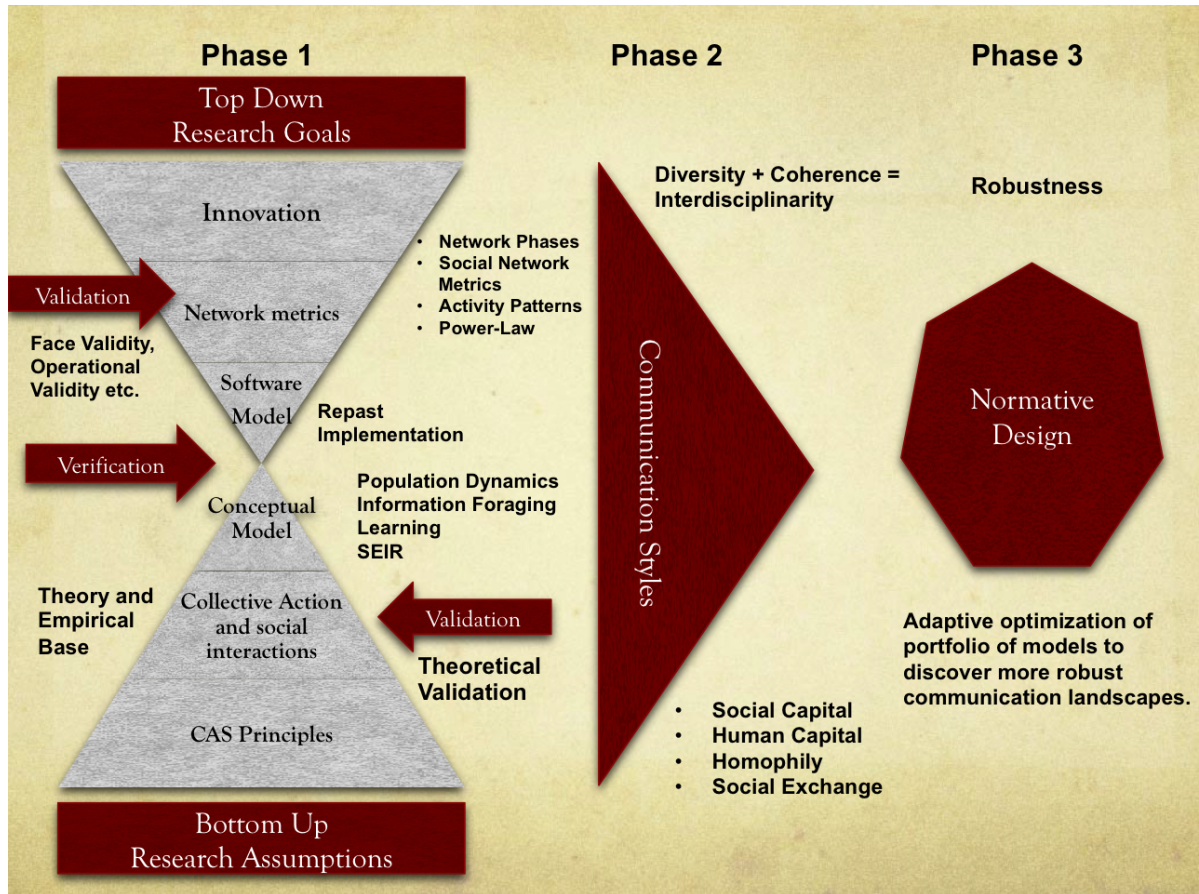 Phase 1
Phase 2
Phase 3
Top Down
Research Goals
Innovation
Network metrics
Software
Model
Validation
Face Validity,
Operational
Validity etc.
• Network Phases
• Social Network
Metrics
• Activity Patterns
• Power-Law
Repast
Implementation
Verification
Conceptual
Model
Population Dynamics
Information Foraging
Learning
SEIR
Theory and
Empirical
Base
Collective Action
and social
interactions
Validation
Theoretical
Validation
CAS Principles
Bottom Up
Research Assumptions
Diversity + Coherence =
Interdisciplinarity
Communication Styles
• Social Capital
• Human Capital
• Homophily
• Social Exchange
Robustness
Normative
Design
Adaptive optimization of
portfolio of models to
discover more robust
communication landscapes.